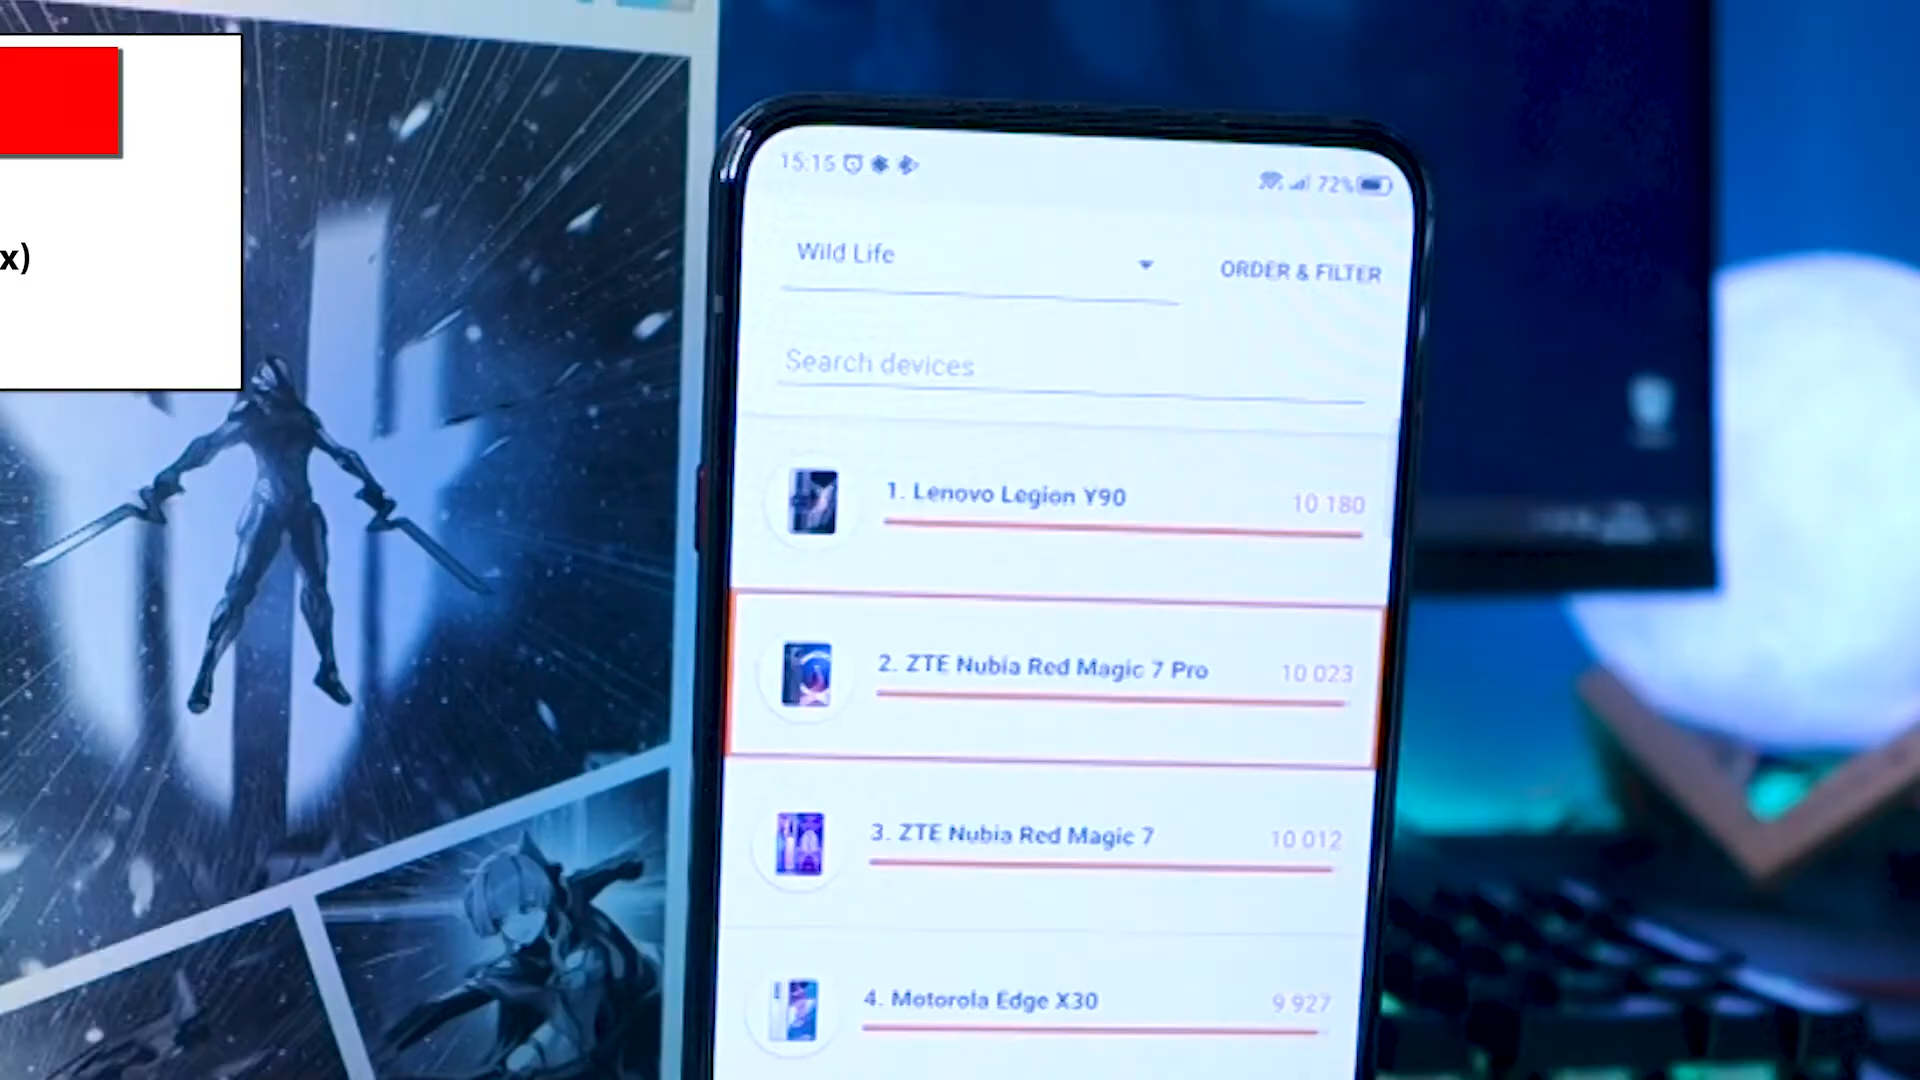 x)
15:15
72%
Wild Life
ORDER & FILTER
Search devices
1. Lenovo Legion Y90
10 180
2. ZTE Nubia Red Magic 7 Pro
10 023
3. ZTE Nubia Red Magic 7
10 012
4. Motorola Edge X30
9 927